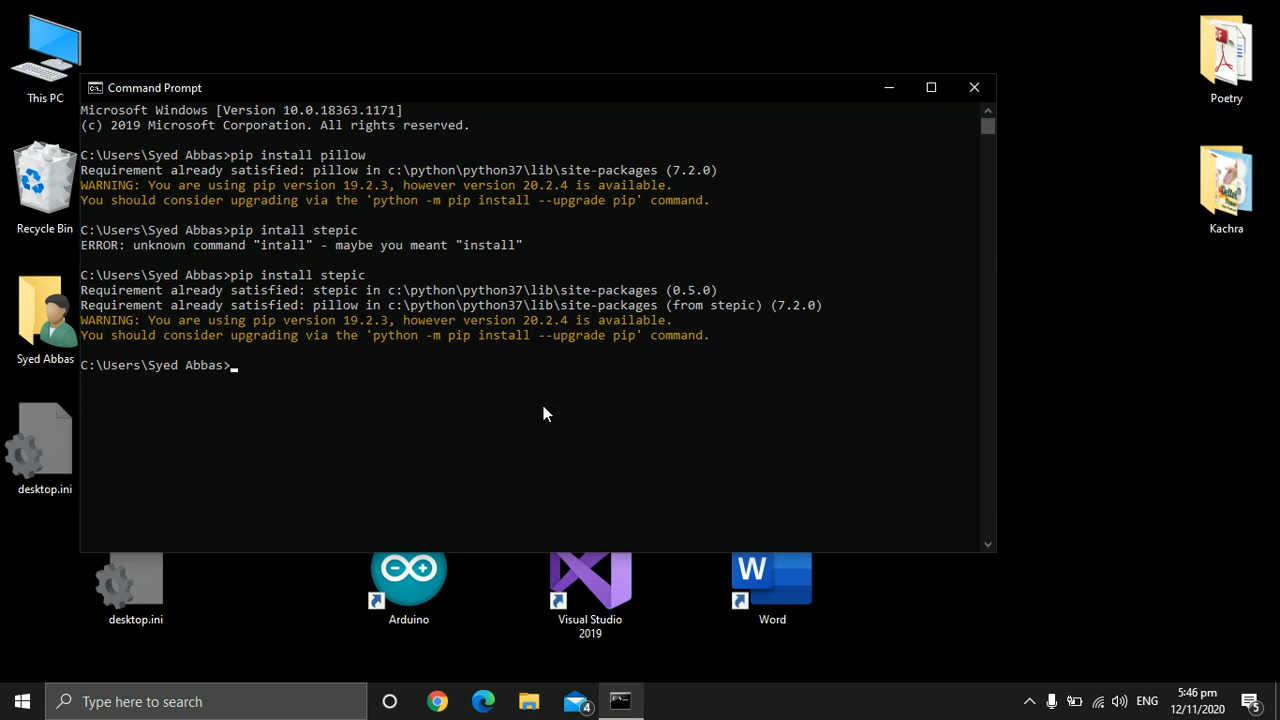 This PC
Recycle Bin
Syed Abbas
desktop.ini
Command Prompt
Microsoft Windows [Version 10.0.18363.1171]
(c) 2019 Microsoft Corporation. All rights reserved.
C:\Users\Syed Abbas>pip install pillow
Requirement already satisfied: pillow in c:\python\python37\lib\site-packages (7.2.0)
WARNING: You are using pip version 19.2.3, however version 20.2.4 is available.
You should consider upgrading via the 'python -m pip install --upgrade pip' command.
C:\Users\Syed Abbas>pip intall stepic
ERROR: unknown command "intall" - maybe you meant "install"
C:\Users\Syed Abbas>pip install stepic
Requirement already satisfied: stepic in c:\python\python37\lib\site-packages (0.5.0)
Requirement already satisfied: pillow in c:\python\python37\lib\site-packages (from stepic) (7.2.0)
WARNING: You are using pip version 19.2.3, however version 20.2.4 is available.
You should consider upgrading via the 'python -m pip install --upgrade pip' command.
C:\Users\Syed Abbas>
Poetry
Kachra
desktop.ini
Arduino
Visual Studio
2019
W
Word
Type here to search
4
ENG
5:46 pm
12/11/2020
5